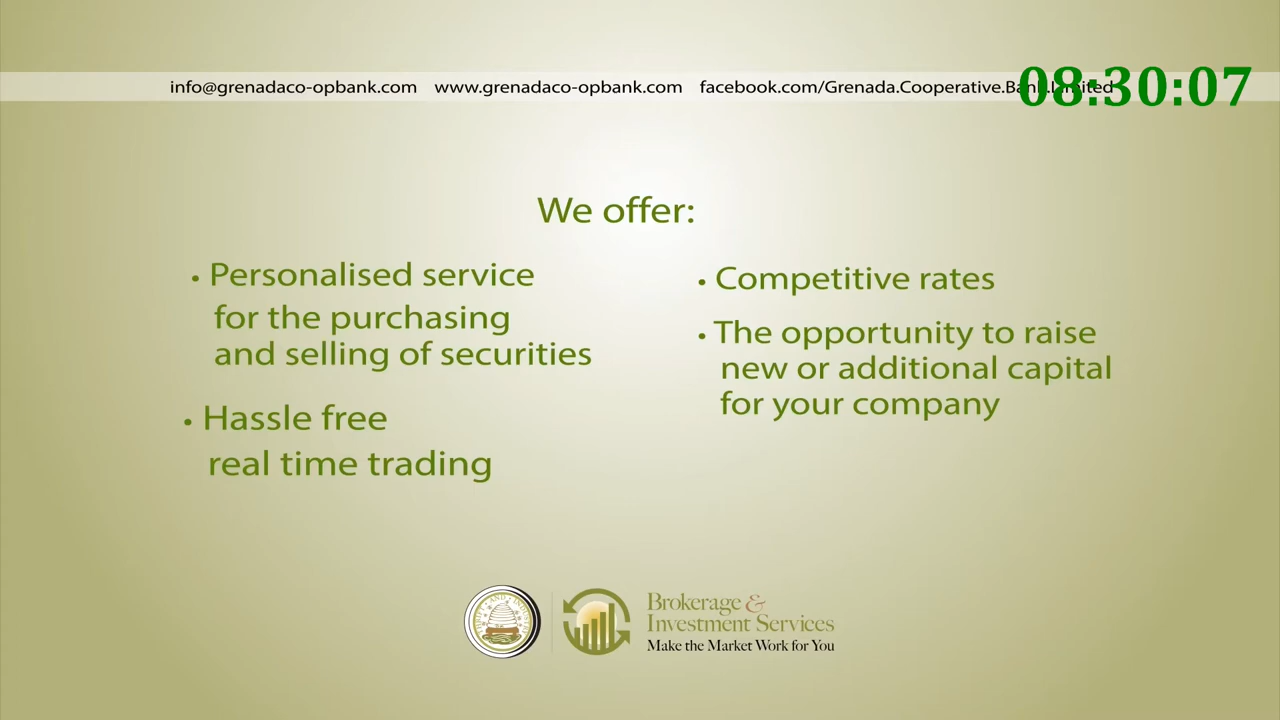 info@grenadaco-opbank.com www.grenadaco-opbank.com facebook.com/Grenada.Cooperative.Bank.Limited
08:30:07
We offer:
• Personalised service
for the purchasing
and selling of securities
• Hassle free
real time trading
• Competitive rates
• The opportunity to raise
new or additional capital
for your company
Brokerage &
Investment Services
Make the Market Work for You